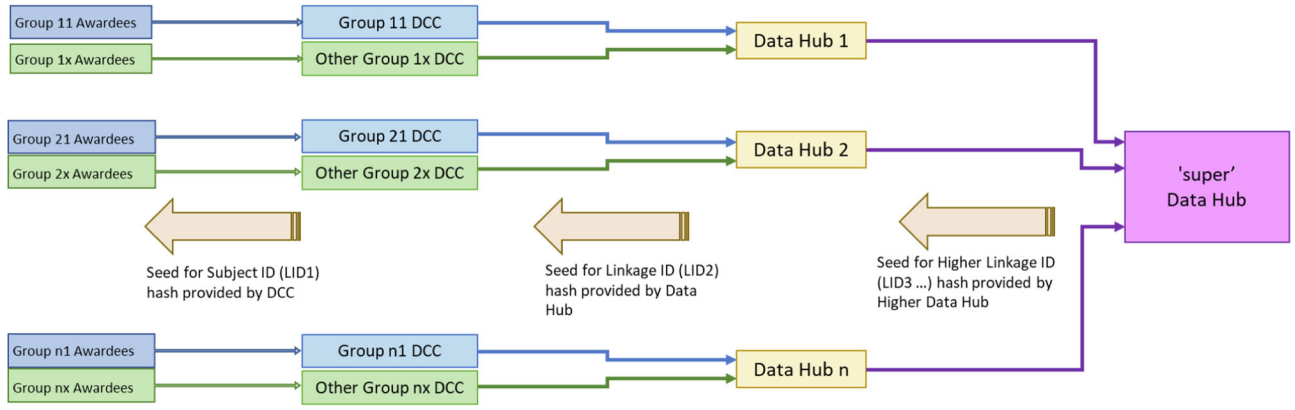 Group 11 Awardees
Group 11 DCC
Group 1x Awardees
Other Group 1x DCC
Data Hub 1
Group 21 Awardees
Group 21 DCC
Group 2x Awardees
Other Group 2x DCC
Data Hub 2
'super’
Data Hub
Seed for Subject ID (LID1)
hash provided by DCC
Seed for Linkage ID (LID2)
hash provided by Data
Hub
Seed for Higher Linkage ID
(LID3 ...) hash provided by
Higher Data Hub
Group n1 Awardees
Group n1 DCC
Group nx Awardees
Other Group nx DCC
Data Hub n